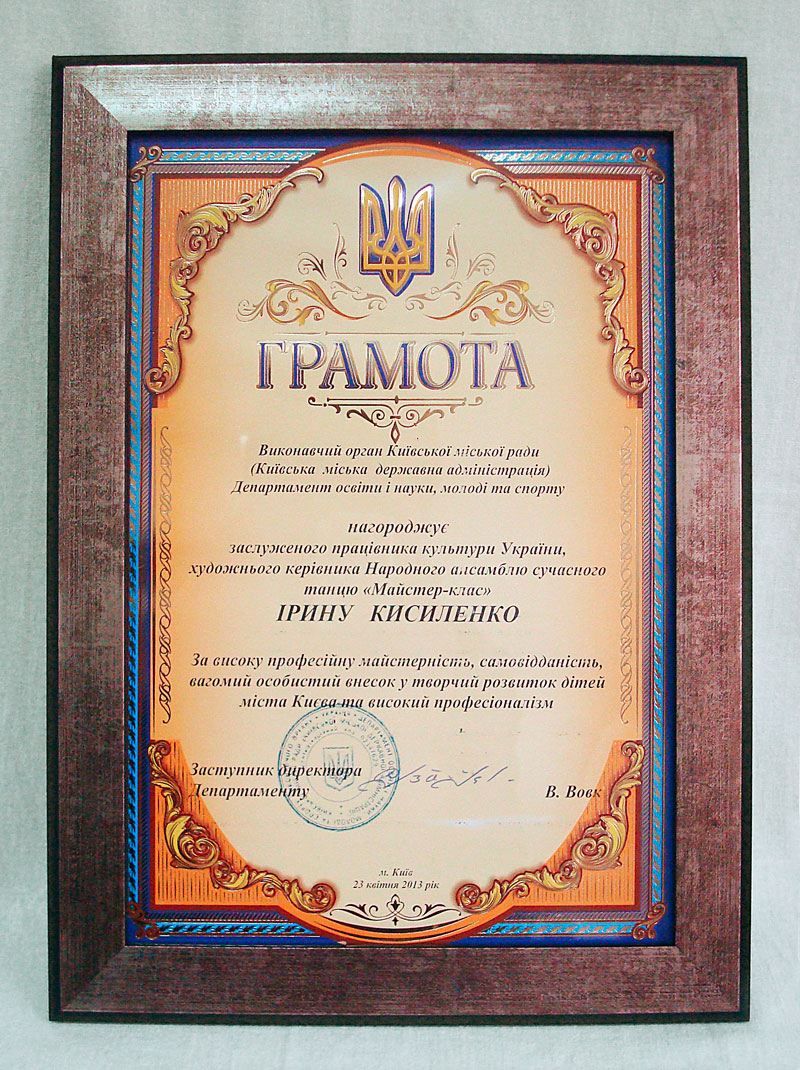 ГРАМОТА
Виконавчий орган Київської міської ради
(Київська міська державна адміністрація)
Департамент освіти і науки, молоді та спорту
нагороджує
заслуженого працівника культури України,
художнього керівника Народного алсамблю сучасного
танцю «Майстер-клас»
ІРИНУ КИСИЛЕНКО
За високу професійну майстерність, самовідданість,
вагомий особистий внесок у творчий розвиток дітей
міста Києва та високий професіоналізм
Заступник директора
Департаменту В. Вовк
м. Київ
23 квітня 2013 рік